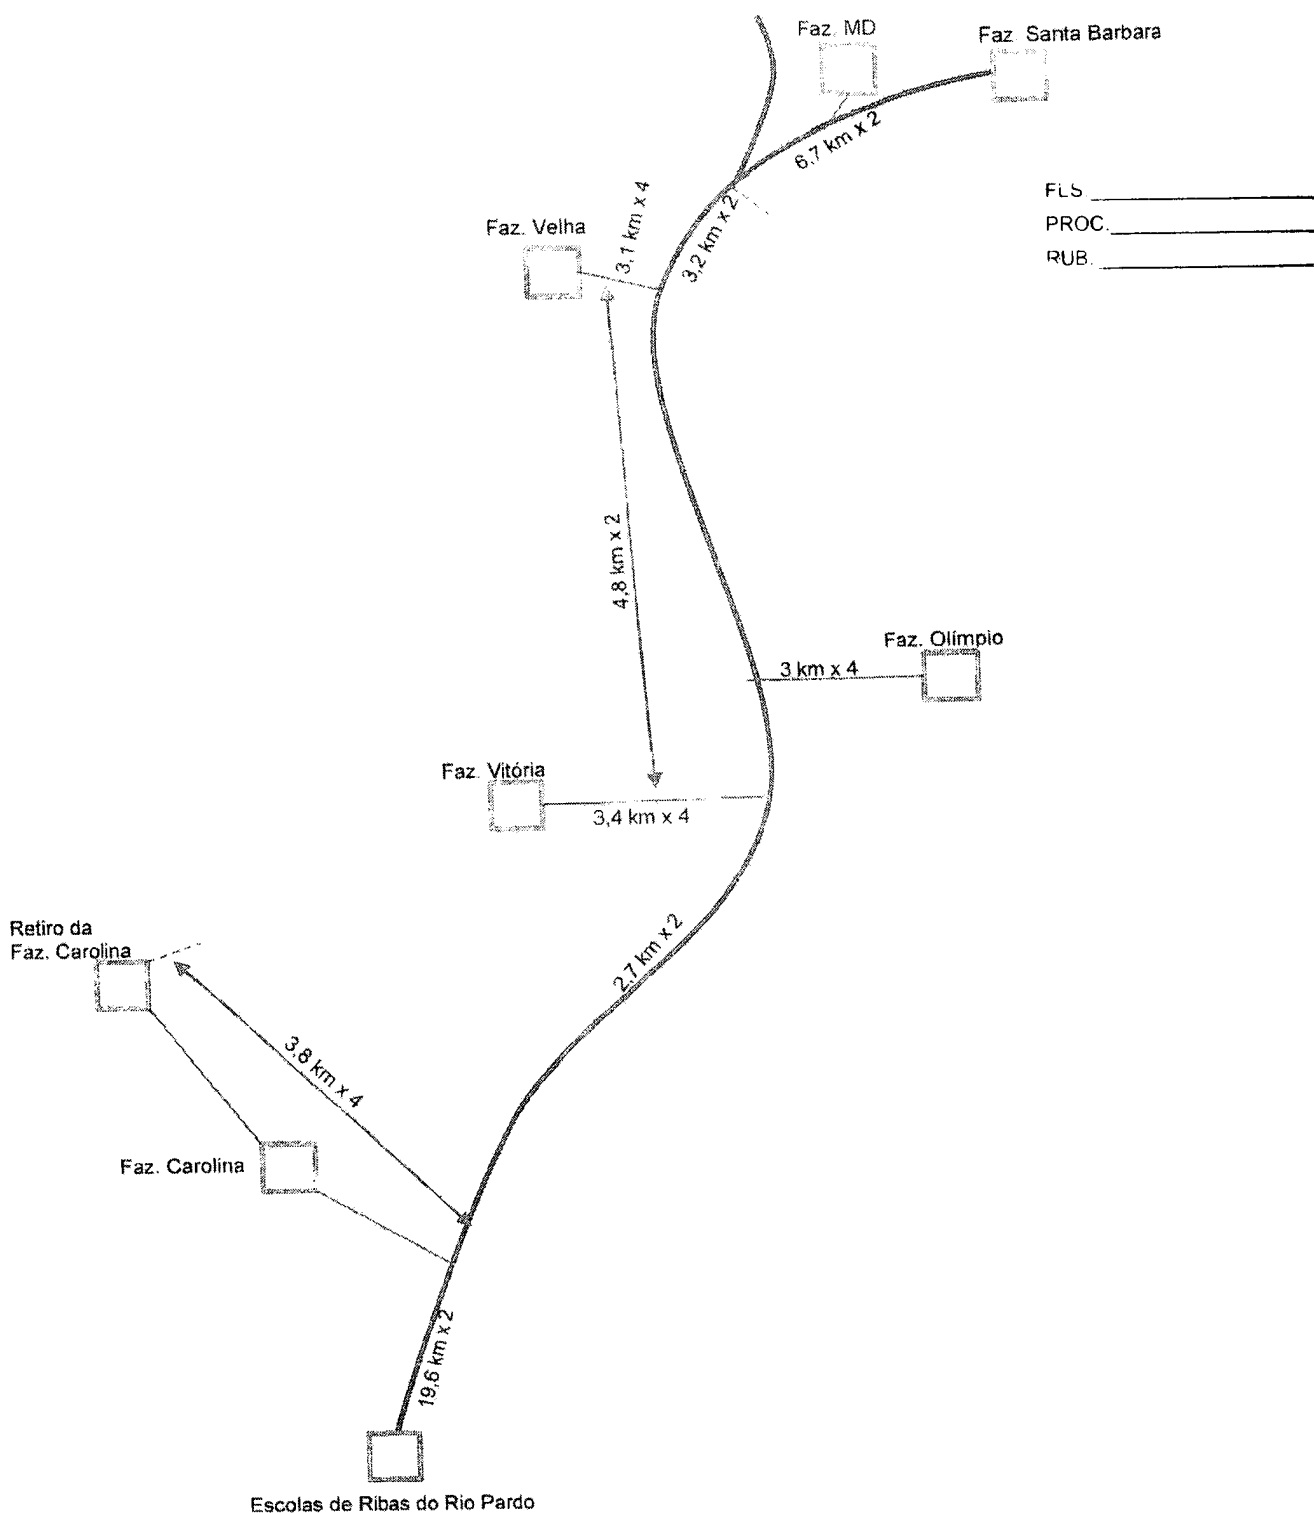 Faz. MD
Faz. Santa Barbara
6,7 km x 2
FLS.
PROC.
RUB.
3,1 km x 4
Faz. Velha
3,2 km x 2
4,8 km x 2
Faz. Olímpio
3 km x 4
Faz. Vitória
3,4 km x 4
Retiro da
Faz. Carolina
2,7 km x 2
3,8 km x 4
Faz. Carolina
19,6 km x 2
Escolas de Ribas do Rio Pardo